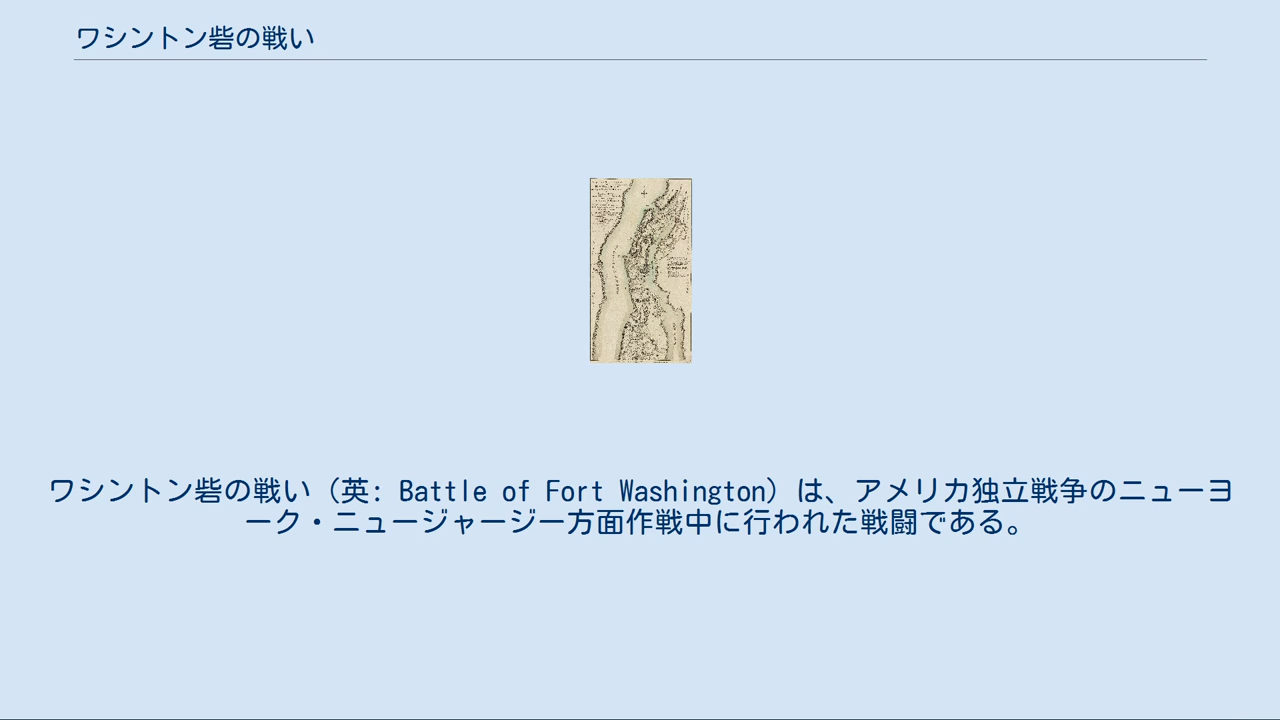 ワシントン砦の戦い
ワシントン砦の戦い（英: Battle of Fort Washington）は、アメリカ独立戦争のニューヨ
ーク・ニュージャージー方面作戦中に行われた戦闘である。